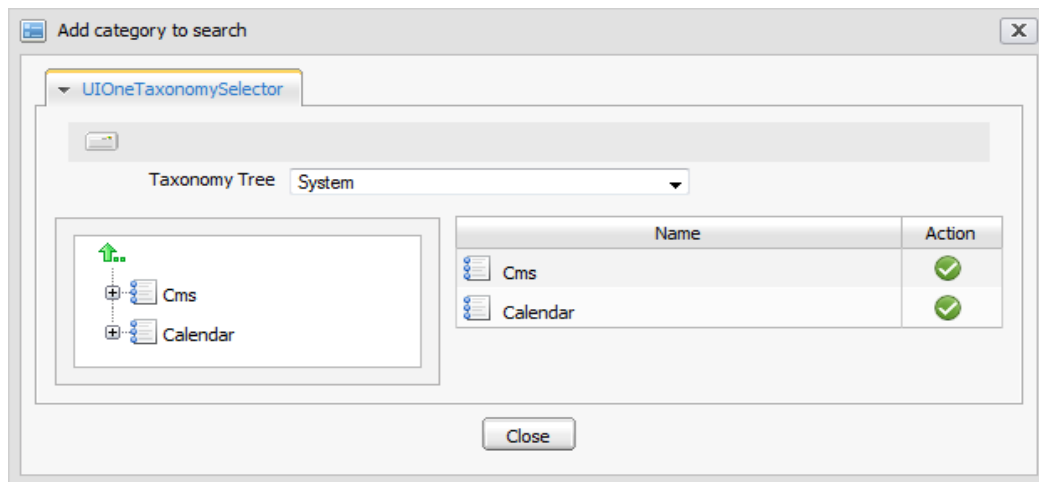 Add category to search
UIOneTaxonomySelector
Taxonomy Tree System
Name Action
Cms
Calendar
Cms
Calendar
Close